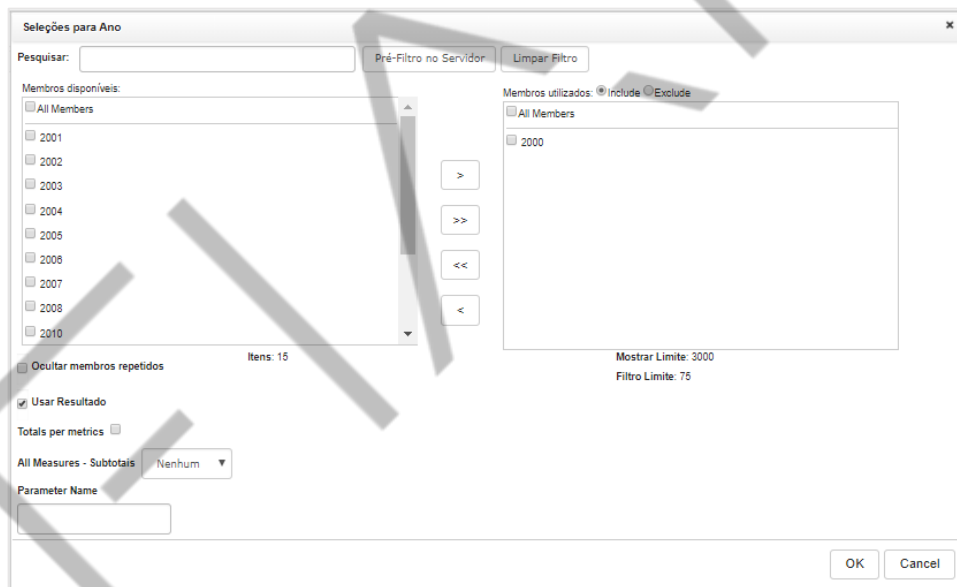 Seleções para Ano ×
Pesquisar: Pré-Filtro no Servidor Limpar Filtro
Membros disponíveis: Membros utilizados: Include Exclude
All Members All Members
2001 2000
2002
2003 >
2004
2005 >>
2006
2007 <<
2008 <
2010
Itens: 15 Mostrar Limite: 3000
Ocultar membros repetidos Filtro Limite: 75
Usar Resultado
Totals per metrics
All Measures - Subtotais Nenhum
Parameter Name
OK Cancel